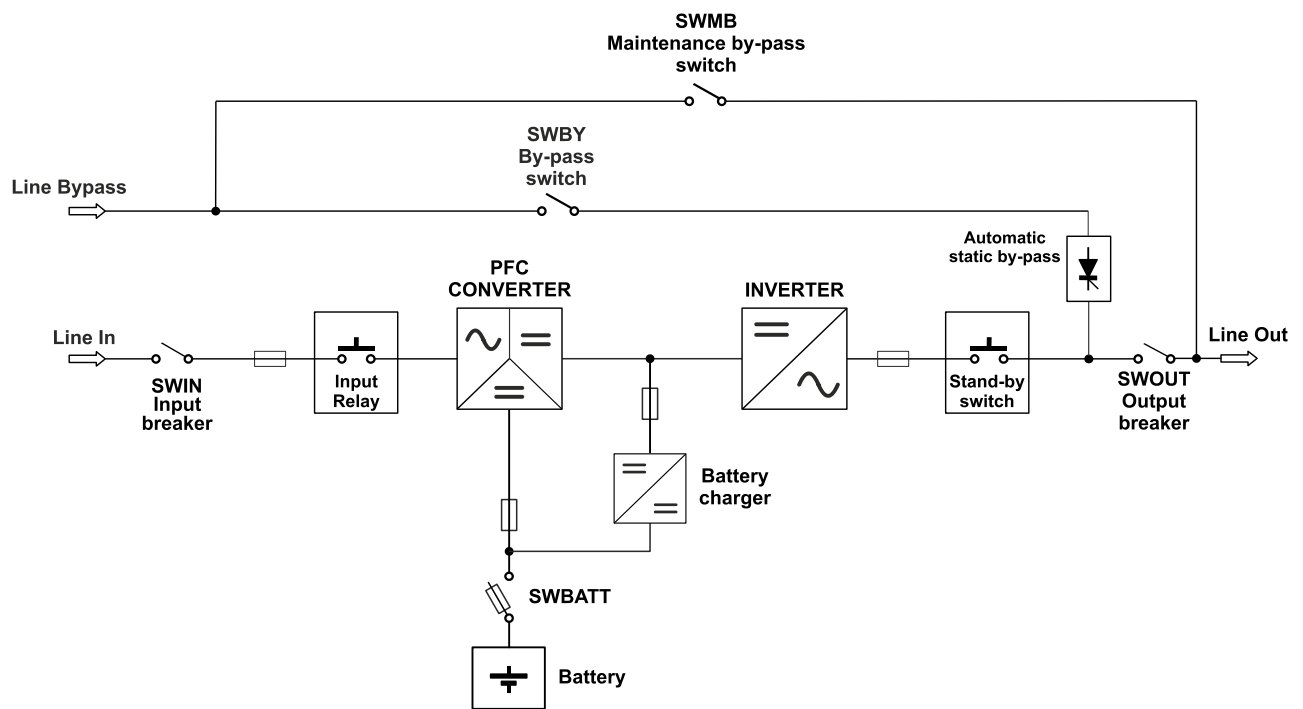 SWMB
Maintenance by-pass
switch
SWBY
By-pass
switch
Line Bypass
Automatic
static by-pass
PFC
CONVERTER
INVERTER
Line In
Line Out
SWIN
Input
breaker
Input
Relay
Stand-by
switch
SWOUT
Output
breaker
Battery
charger
SWBATT
Battery